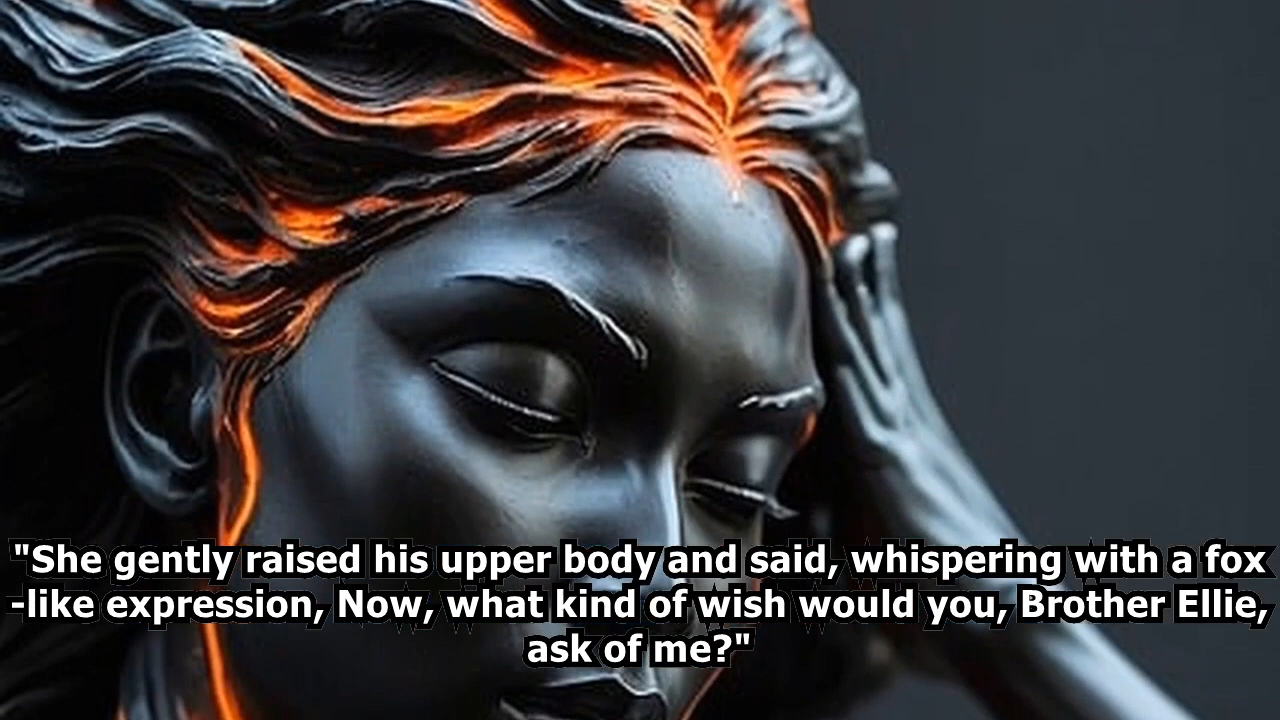 "She gently raised his upper body and said, whispering with a fox
-like expression, Now, what kind of wish would you, Brother Ellie,
ask of me?"